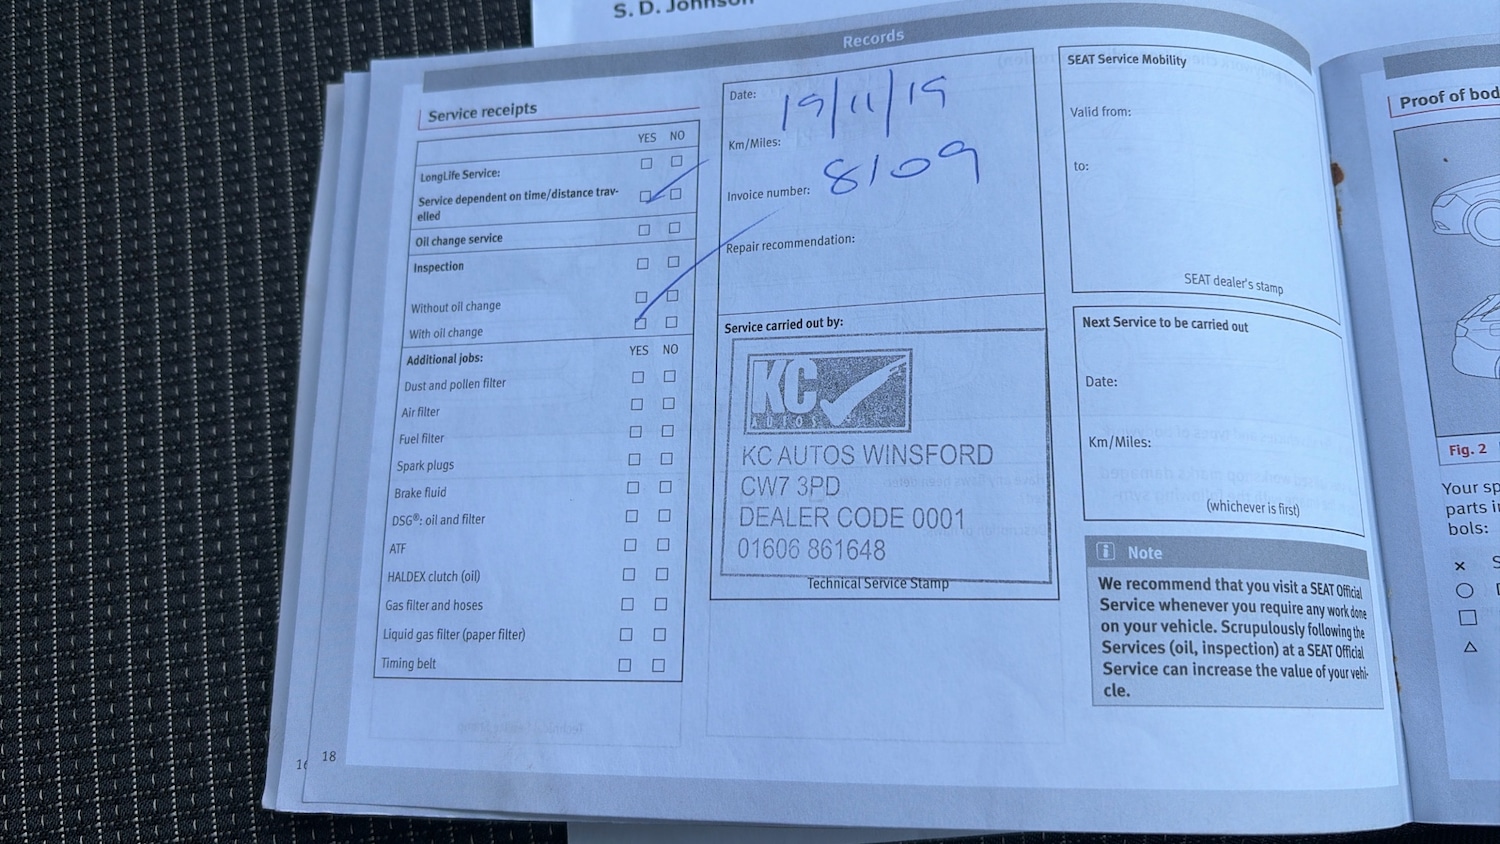 S. D. Johnson
Records
Service receipts
YES NO
LongLife Service:
Service dependent on time/distance trav-
elled
Oil change service
Inspection
Without oil change
With oil change
Additional jobs: YES NO
Dust and pollen filter
Air filter
Fuel filter
Spark plugs
Brake fluid
DSG®: oil and filter
ATF
HALDEX clutch (oil)
Gas filter and hoses
Liquid gas filter (paper filter)
Timing belt
18
Date: 19/11/19
Km/Miles: 8109
Invoice number:
Repair recommendation:
Service carried out by:
KC
AUTOS
KC AUTOS WINSFORD
CW7 3PD
DEALER CODE 0001
01606 861648
Technical Service Stamp
SEAT Service Mobility
Valid from:
to:
SEAT dealer's stamp
Next Service to be carried out
Date:
Km/Miles:
(whichever is first)
i Note
We recommend that you visit a SEAT Official
Service whenever you require any work done
on your vehicle. Scrupulously following the
Services (oil, inspection) at a SEAT Official
Service can increase the value of your vehi-
cle.
Proof of bod
Fig. 2
Your sp
parts i
bols: